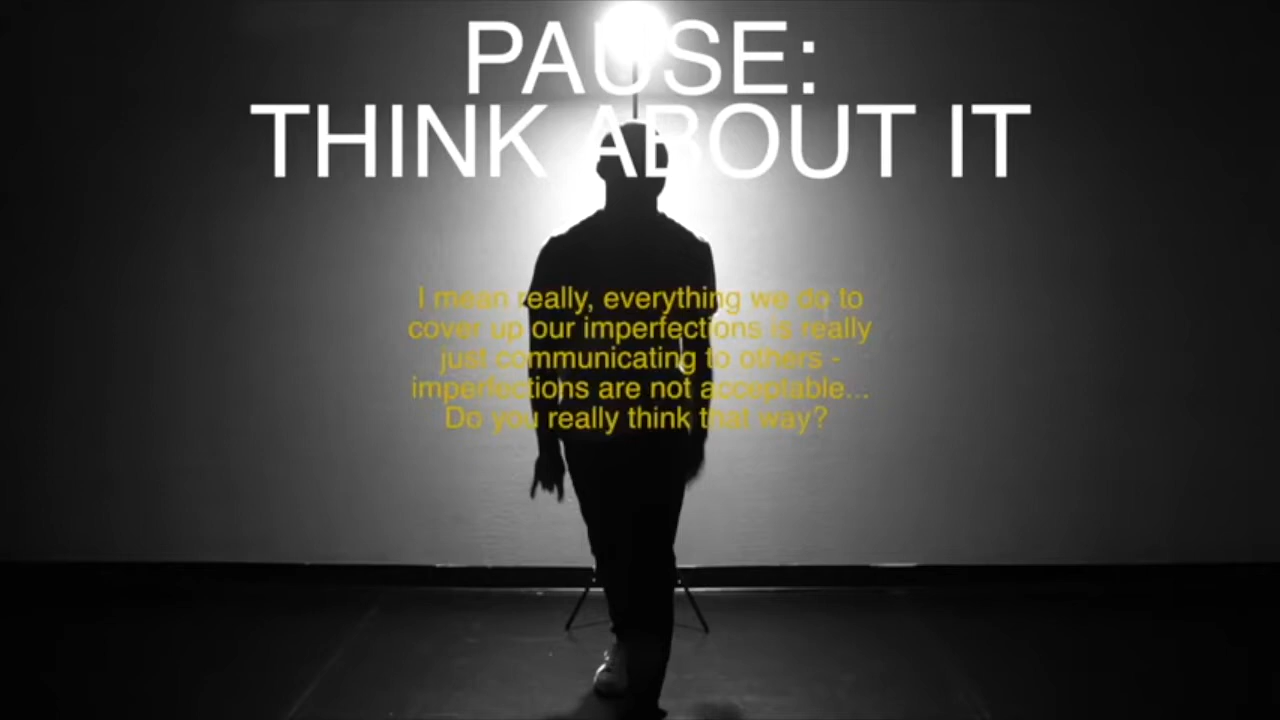 PAUSE:
THINK ABOUT IT
I mean really, everything we do to
cover up our imperfections is really
just communicating to others -
imperfections are not acceptable...
Do you really think that way?